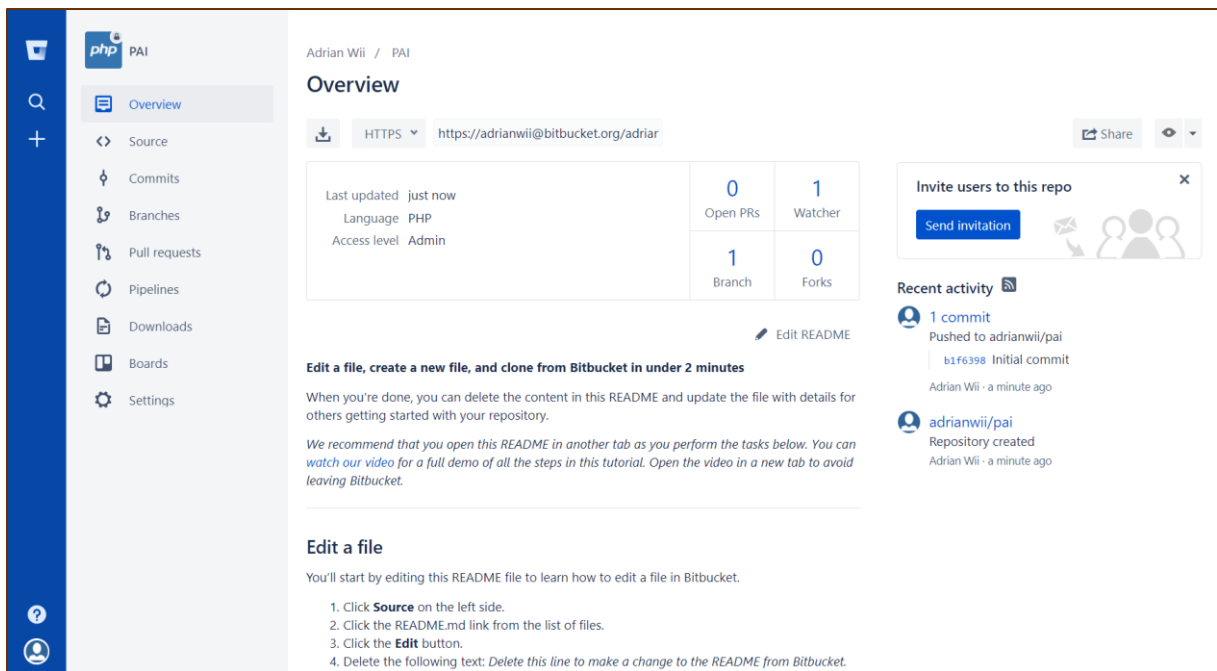 php PAI
Overview
Source
Commits
Branches
Pull requests
Pipelines
Downloads
Boards
Settings
Adrian Wii / PAI
Overview
HTTPS https://adrianwii@bitbucket.org/adriar
Share
Last updated just now
Language PHP
Access level Admin
0 Open PRs
1 Watcher
1 Branch
0 Forks
Edit README
Edit a file, create a new file, and clone from Bitbucket in under 2 minutes
When you're done, you can delete the content in this README and update the file with details for
others getting started with your repository.
We recommend that you open this README in another tab as you perform the tasks below. You can
watch our video for a full demo of all the steps in this tutorial. Open the video in a new tab to avoid
leaving Bitbucket.
Edit a file
You'll start by editing this README file to learn how to edit a file in Bitbucket.
1. Click Source on the left side.
2. Click the README.md link from the list of files.
3. Click the Edit button.
4. Delete the following text: Delete this line to make a change to the README from Bitbucket.
Invite users to this repo
Send invitation
Recent activity
1 commit
Pushed to adrianwii/pai
b1f6398 Initial commit
Adrian Wii · a minute ago
adrianwii/pai
Repository created
Adrian Wii · a minute ago